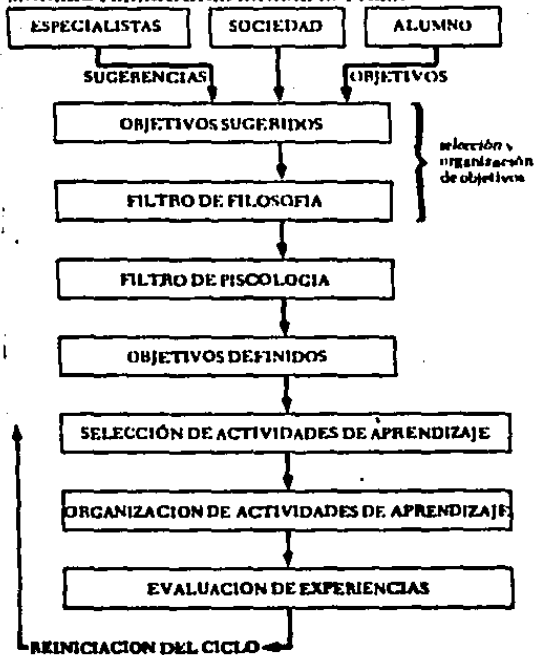 ESPECIALISTAS
SOCIEDAD
ALUMNO
SUGERENCIAS
OBJETIVOS
OBJETIVOS SUGERIDOS
selección y
organización
de objetivos
FILTRO DE FILOSOFIA
FILTRO DE PISCOLOGIA
OBJETIVOS DEFINIDOS
SELECCIÓN DE ACTIVIDADES DE APRENDIZAJE
ORGANIZACION DE ACTIVIDADES DE APRENDIZAJE
EVALUACION DE EXPERIENCIAS
REINICIACION DEL CICLO